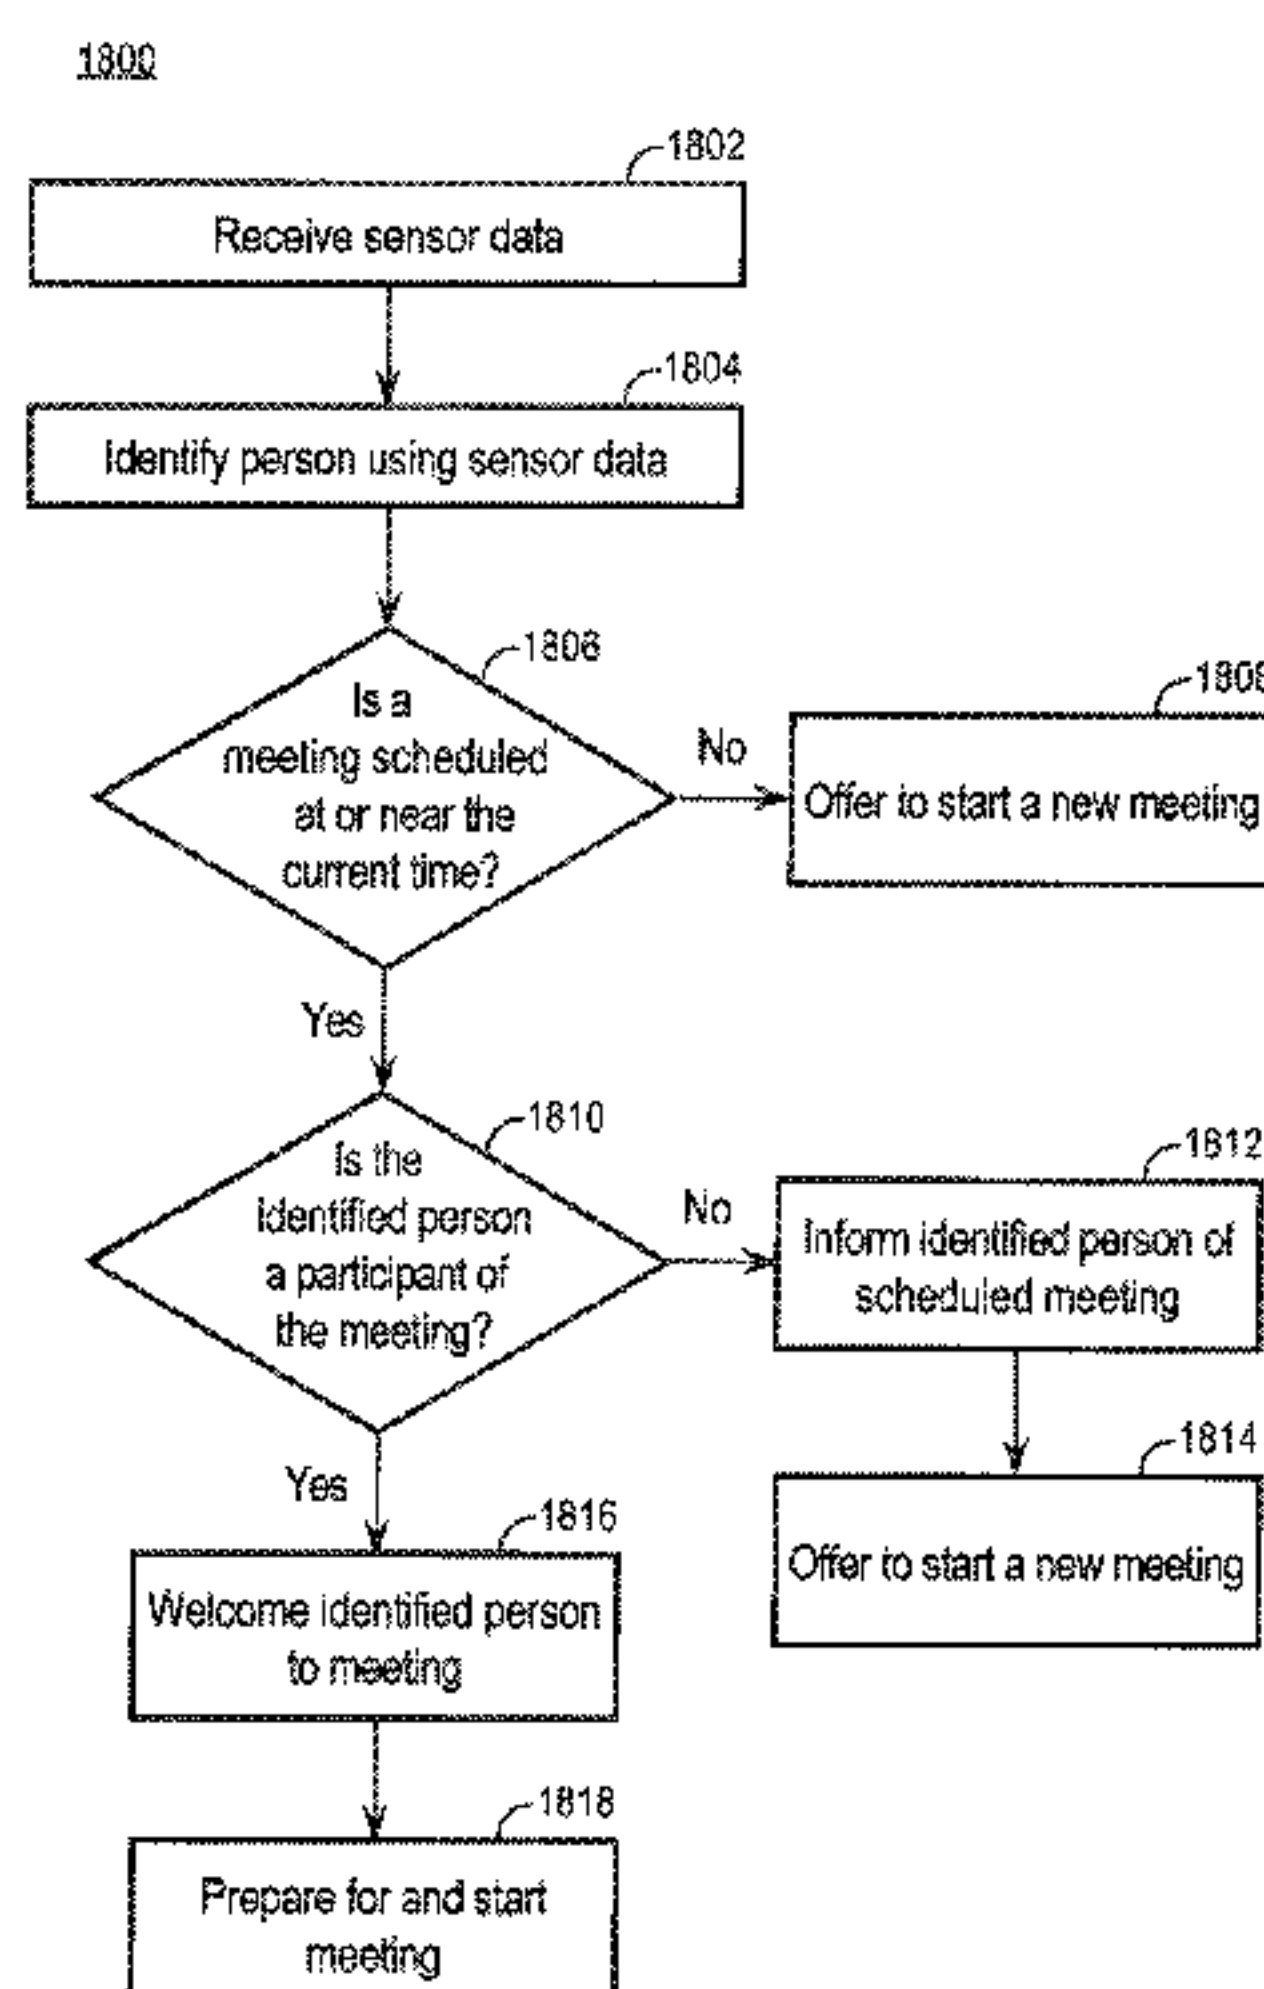 1800
1802
Receive sensor data
1804
Identify person using sensor data
1806
Is a
meeting scheduled
at or near the
current time?
No
1808
Offer to start a new meeting
Yes
1810
Is the
identified person
a participant of
the meeting?
No
1812
Inform identified person of
scheduled meeting
1814
Offer to start a new meeting
Yes
1816
Welcome identified person
to meeting
1818
Prepare for and start
meeting